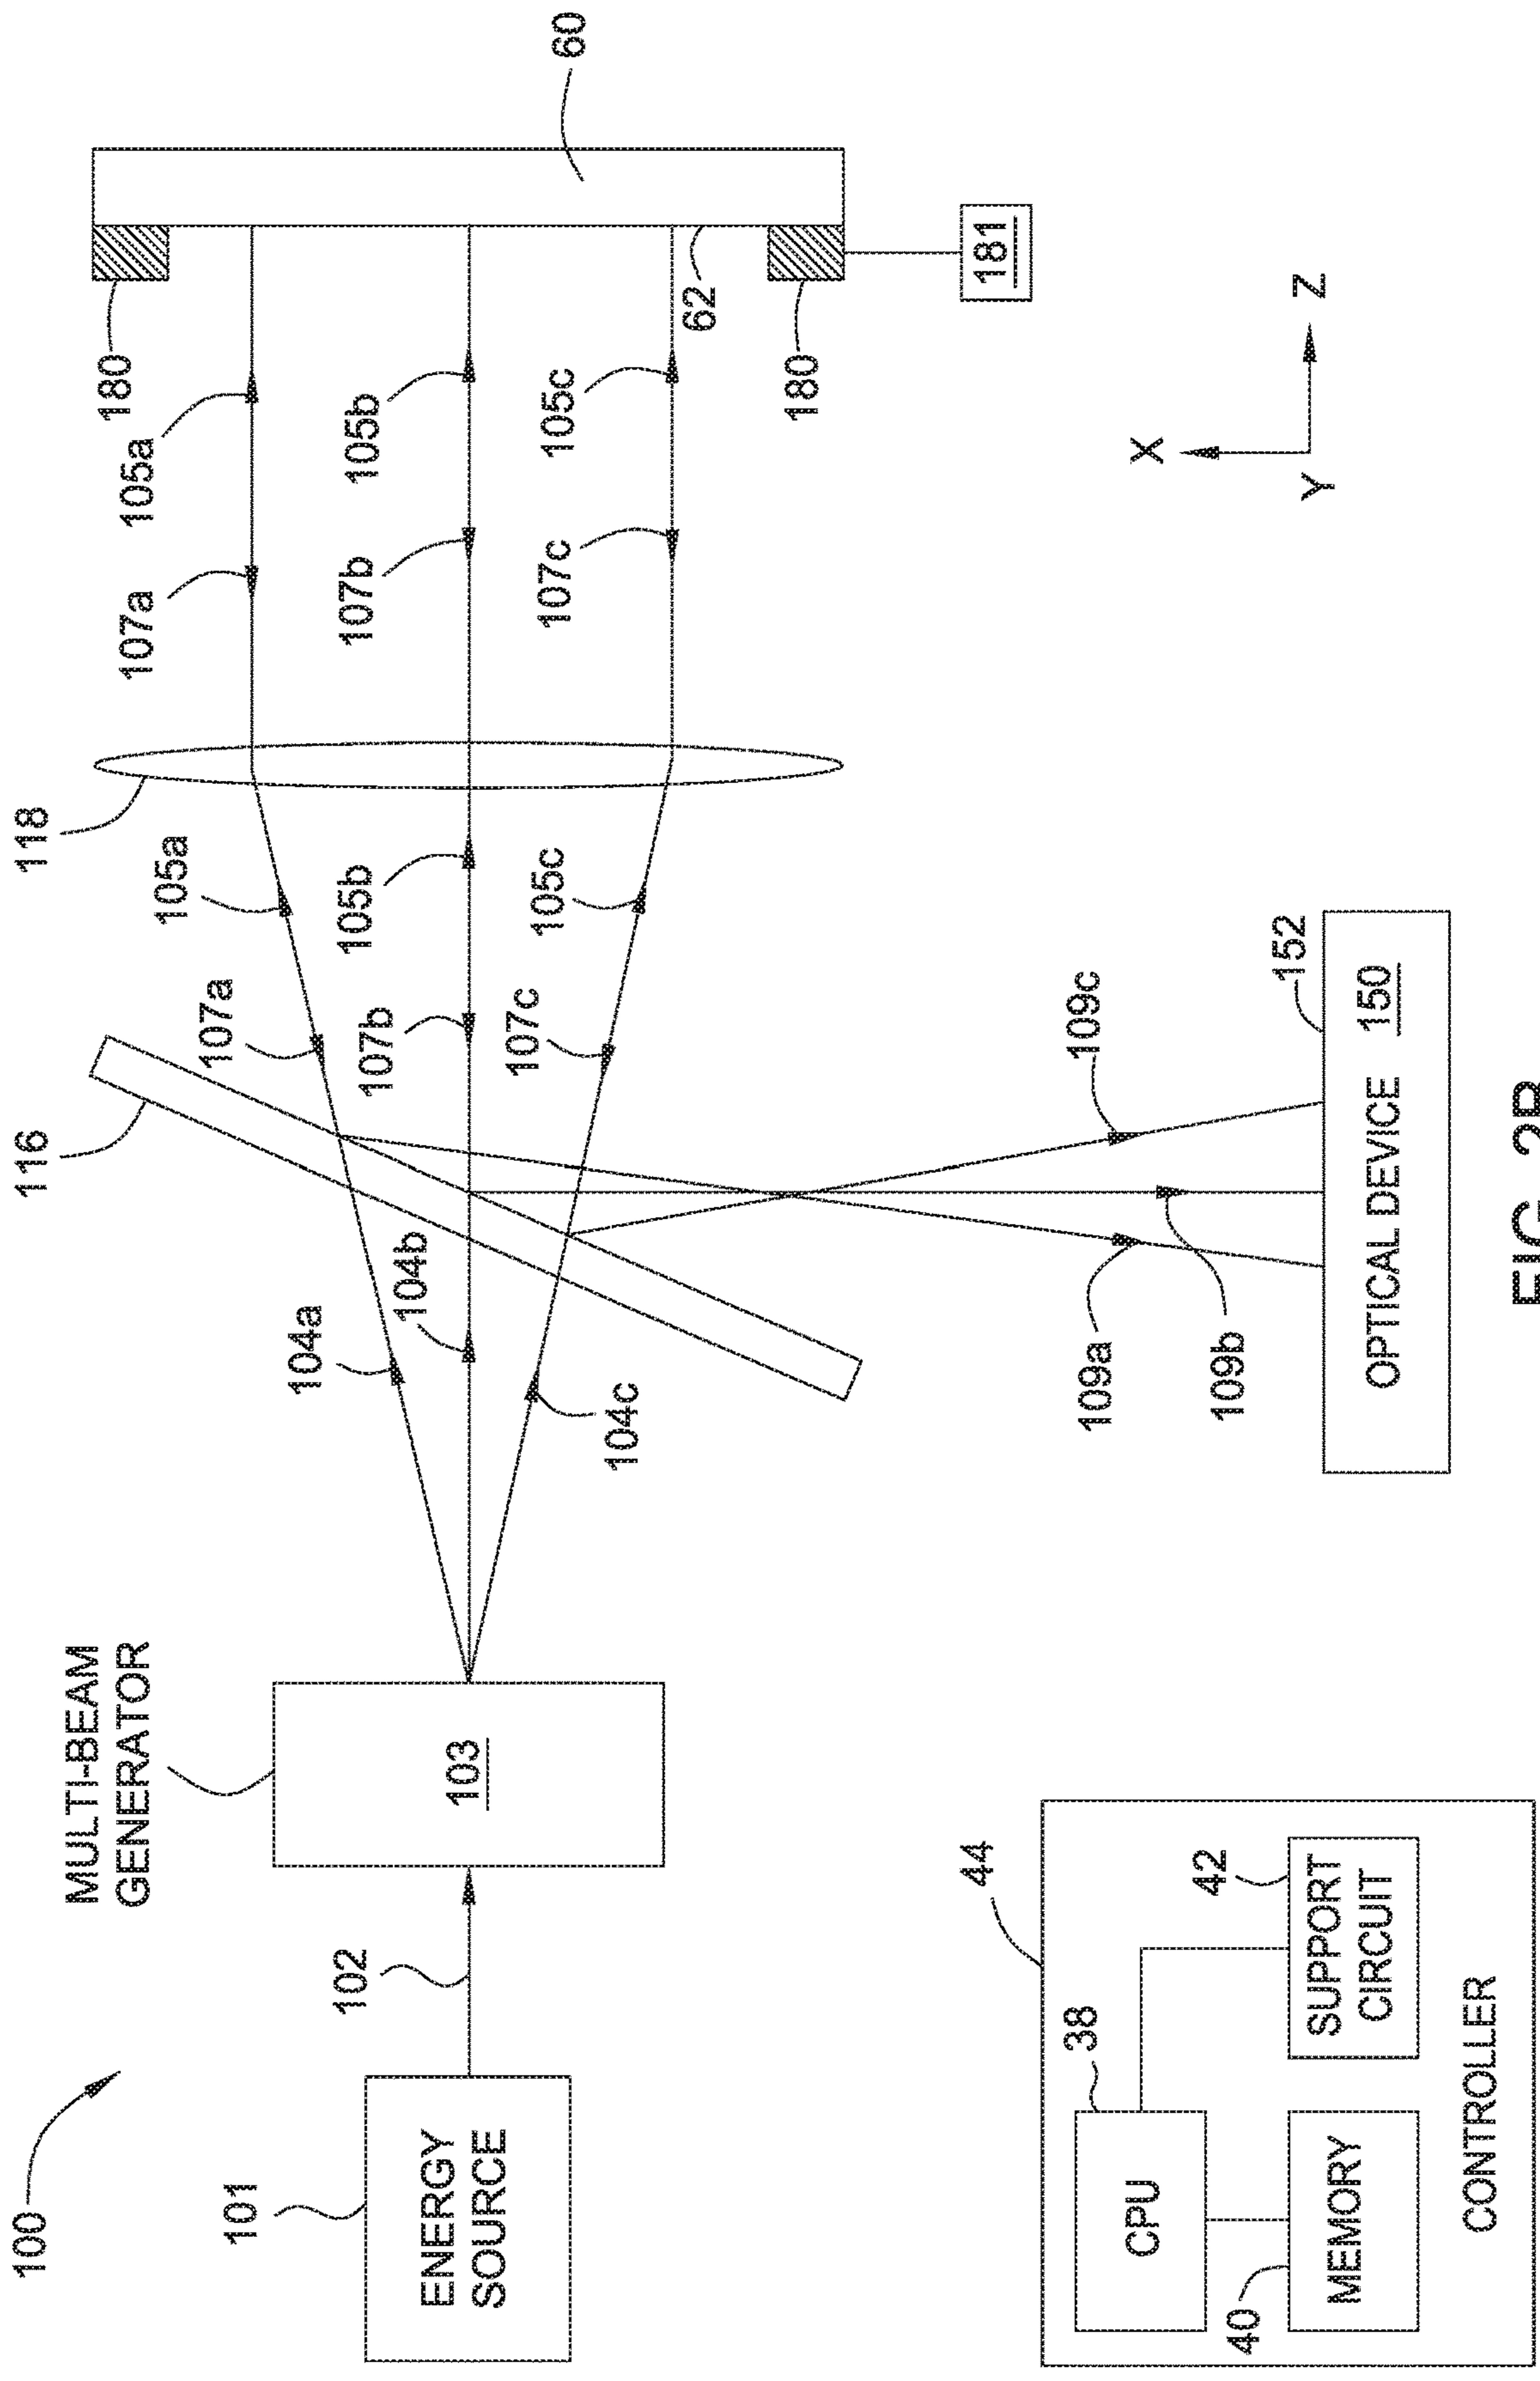 100
101
ENERGY
SOURCE
102
MULTI-BEAM
GENERATOR
103
104a
104b
104c
116
107a
107b
107c
105a
105b
105c
118
107a
107b
107c
105a
105b
105c
180
62
180
60
181
X
Y
Z
109a
109b
109c
152
OPTICAL DEVICE 150
44
38
CPU
40
MEMORY
42
SUPPORT
CIRCUIT
CONTROLLER